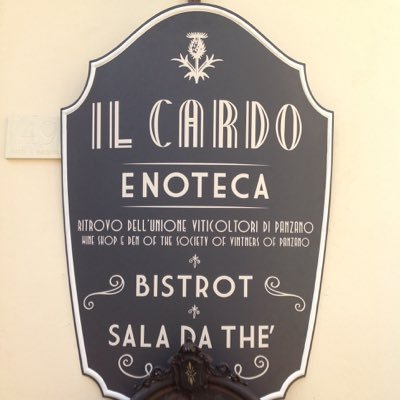 IL CARDO
ENOTECA
RITROVO DELL'UNIONE VITICOLTORI DI PANZANO
WINE SHOP E DEN OF THE SOCIETY OF VINTNERS OF PANZANO
BISTROT
SALA DA THE'